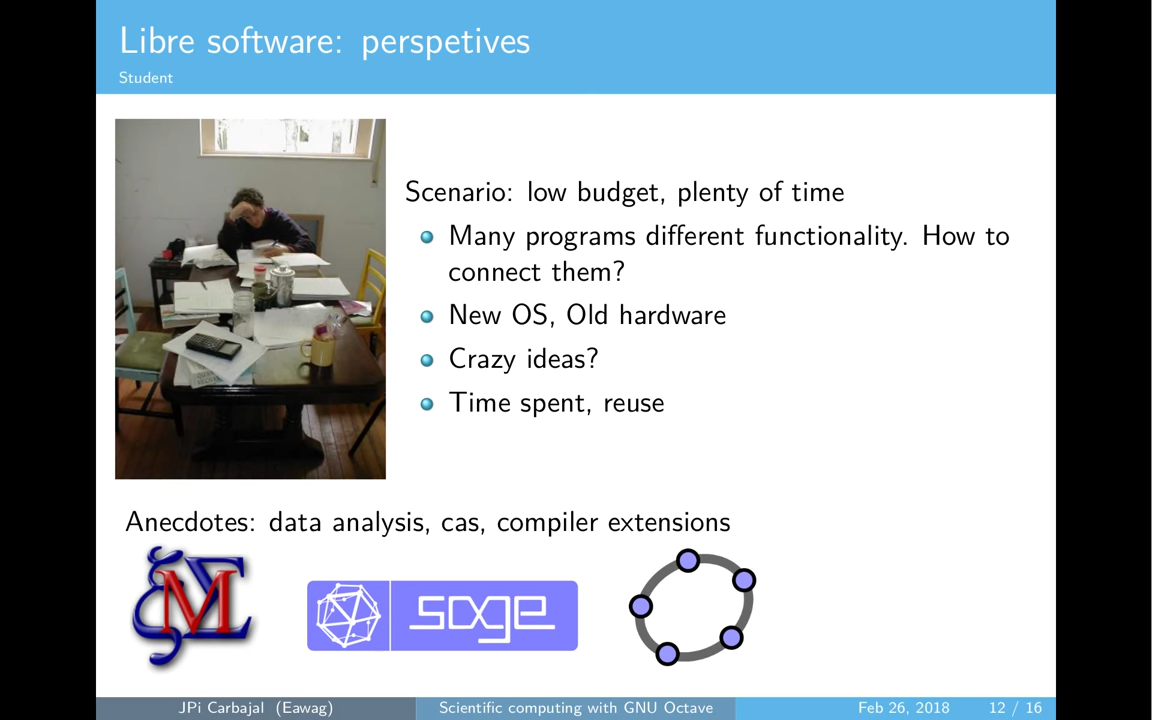 Libre software: perspetives
Student
Scenario: low budget, plenty of time
Many programs different functionality. How to
connect them?
New OS, Old hardware
Crazy ideas?
Time spent, reuse
Anecdotes: data analysis, cas, compiler extensions
M
sage
JPi Carbajal (Eawag)
Scientific computing with GNU Octave
Feb 26, 2018
12 / 16